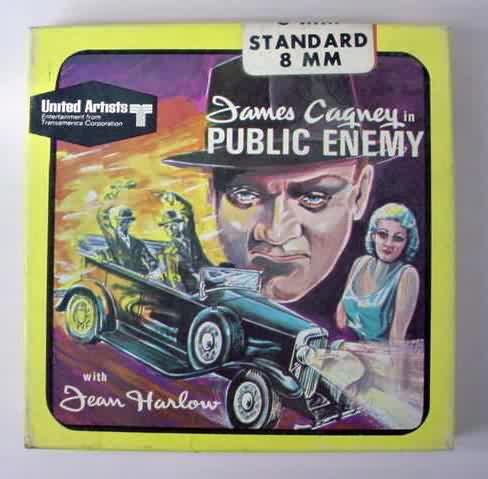 STANDARD
8 MM
United Artists
Entertainment from
Transamerica Corporation
James Cagney in
PUBLIC ENEMY
with
Jean Harlow